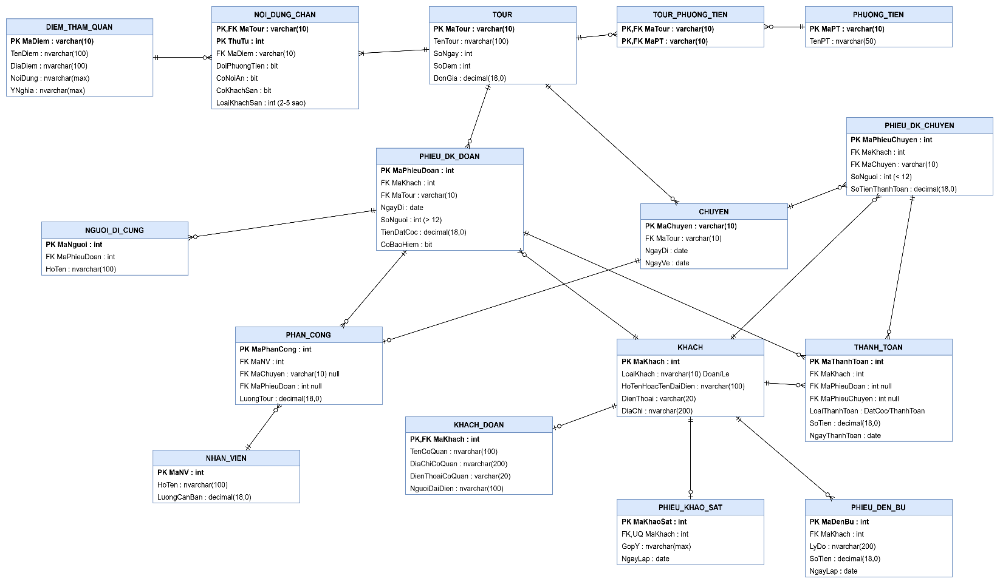 DIEM_THAM_QUAN
PK MaDiem : varchar(10)
TenDiem : nvarchar(100)
DiaDiem : nvarchar(100)
NoiDung : nvarchar(max)
YNghia : nvarchar(max)
NOI_DUNG_CHAN
PK,FK MaTour : varchar(10)
PK ThuTu : int
FK MaDiem : varchar(10)
DoiPhuongTien : bit
CoNoiAn : bit
CoKhachSan : bit
LoaiKhachSan : int (2-5 sao)
TOUR
PK MaTour : varchar(10)
TenTour : nvarchar(100)
SoNgay : int
SoDem : int
DonGia : decimal(18,0)
TOUR_PHUONG_TIEN
PK,FK MaTour : varchar(10)
PK,FK MaPT : varchar(10)
PHUONG_TIEN
PK MaPT : varchar(10)
TenPT : nvarchar(50)
PHIEU_DK_CHUYEN
PK MaPhieuChuyen : int
FK MaKhach : int
FK MaChuyen : varchar(10)
SoNguoi : int (< 12)
SoTienThanhToan : decimal(18,0)
PHIEU_DK_DOAN
PK MaPhieuDoan : int
FK MaKhach : int
FK MaTour : varchar(10)
NgayDi : date
SoNguoi : int (> 12)
TienDatCoc : decimal(18,0)
CoBaoHiem : bit
CHUYEN
PK MaChuyen : varchar(10)
FK MaTour : varchar(10)
NgayDi : date
NgayVe : date
NGUOI_DI_CUNG
PK MaNguoi : int
FK MaPhieuDoan : int
HoTen : nvarchar(100)
PHAN_CONG
PK MaPhanCong : int
FK MaNV : int
FK MaChuyen : varchar(10) null
FK MaPhieuDoan : int null
LuongTour : decimal(18,0)
KHACH
PK MaKhach : int
LoaiKhach : nvarchar(10) Doan/Le
HoTenHoacTenDaiDien : nvarchar(100)
DienThoai : varchar(20)
DiaChi : nvarchar(200)
THANH_TOAN
PK MaThanhToan : int
FK MaKhach : int
FK MaPhieuDoan : int null
FK MaPhieuChuyen : int null
LoaiThanhToan : DatCoc/ThanhToan
SoTien : decimal(18,0)
NgayThanhToan : date
KHACH_DOAN
PK,FK MaKhach : int
TenCoQuan : nvarchar(100)
DiaChiCoQuan : nvarchar(200)
DienThoaiCoQuan : varchar(20)
NguoiDaiDien : nvarchar(100)
NHAN_VIEN
PK MaNV : int
HoTen : nvarchar(100)
LuongCanBan : decimal(18,0)
PHIEU_KHAO_SAT
PK MaKhaoSat : int
FK,UQ MaKhach : int
GopY : nvarchar(max)
NgayLap : date
PHIEU_DEN_BU
PK MaDenBu : int
FK MaKhach : int
LyDo : nvarchar(200)
SoTien : decimal(18,0)
NgayLap : date